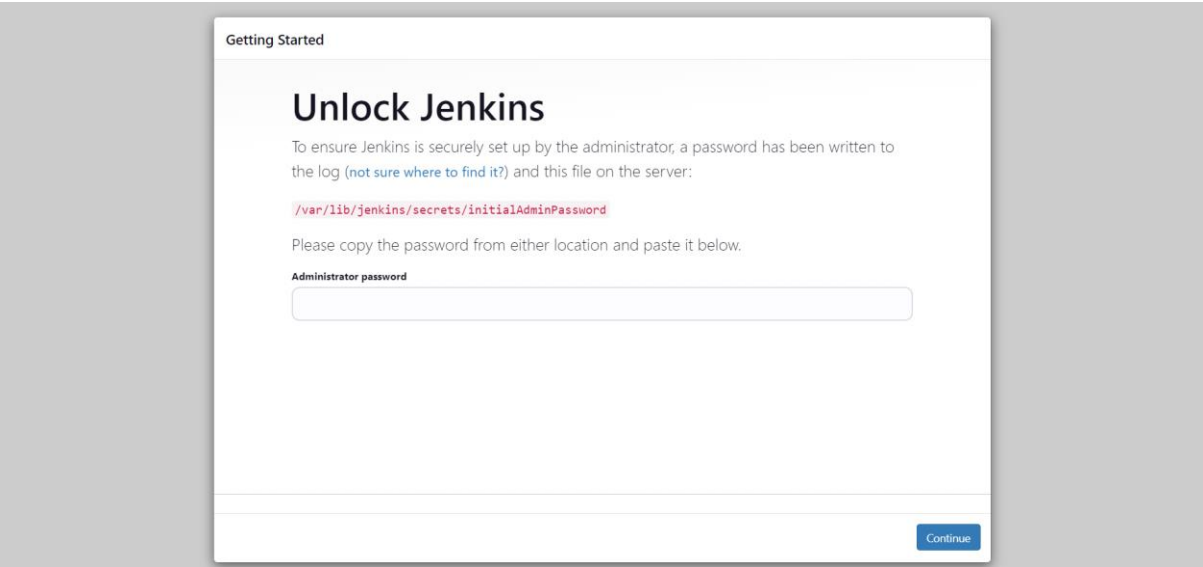 Getting Started
Unlock Jenkins
To ensure Jenkins is securely set up by the administrator, a password has been written to
the log (not sure where to find it?) and this file on the server:
/var/lib/jenkins/secrets/initialAdminPassword
Please copy the password from either location and paste it below.
Administrator password
Continue